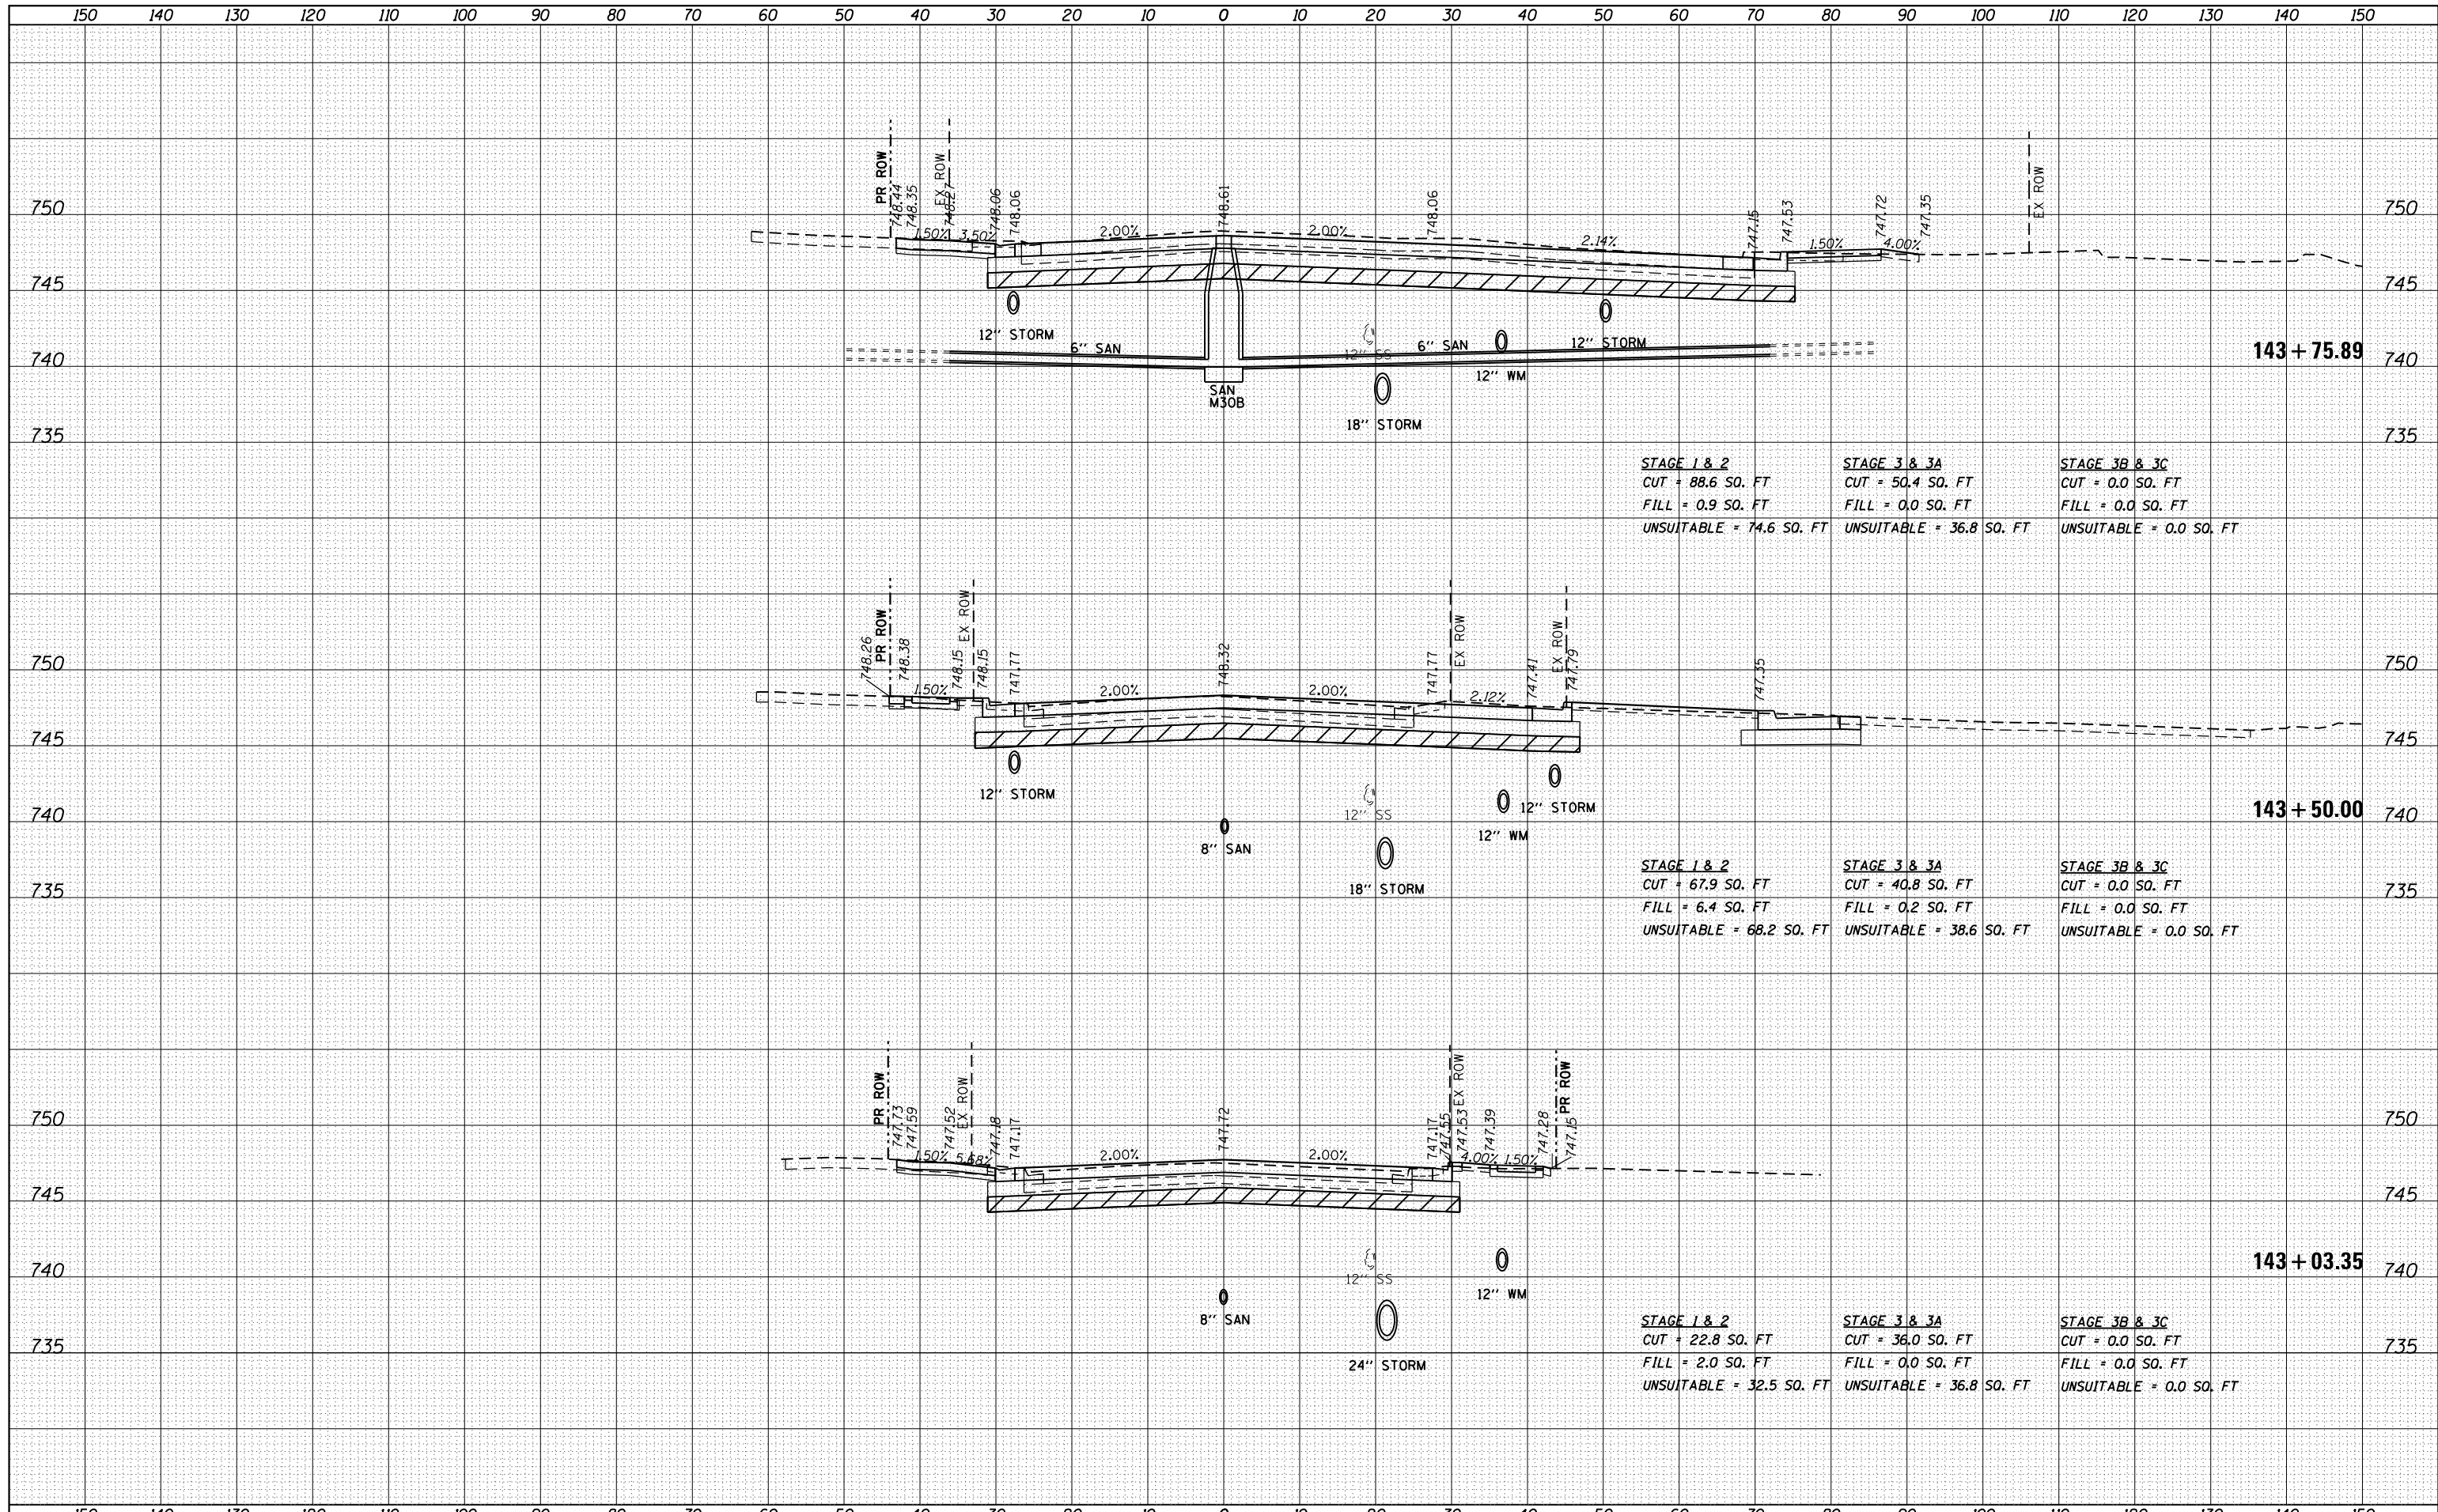 150 140 130 120 110 100 90 80 70 60 50 40 30 20 10 0 10 20 30 40 50 60 70 80 90 100 110 120 130 140 150
PR ROW
EX ROW
EX ROW
748.44
748.35
748.27
748.06
748.06
748.61
748.06
747.15
747.53
747.72
747.35
750 750
1.50% 3.50% 2.00% 2.00% 2.14% 1.50% 4.00%
745 745
12" STORM
6" SAN
12" SS
6" SAN
12" STORM
143+75.89
740 740
12" WM
SAN
M30B
18" STORM
735 735
STAGE 1 & 2 STAGE 3 & 3A STAGE 3B & 3C
CUT = 88.6 SQ. FT CUT = 50.4 SQ. FT CUT = 0.0 SQ. FT
FILL = 0.9 SQ. FT FILL = 0.0 SQ. FT FILL = 0.0 SQ. FT
UNSUITABLE = 74.6 SQ. FT UNSUITABLE = 36.8 SQ. FT UNSUITABLE = 0.0 SQ. FT
748.26
PR ROW
748.38
748.15
EX ROW
748.15
747.77
748.32
747.77
EX ROW
747.41
EX ROW
747.79
747.35
750 750
1.50% 2.00% 2.00% 2.12%
745 745
12" STORM
12" SS
12" STORM
143+50.00
740 740
12" WM
8" SAN
18" STORM
735 735
STAGE 1 & 2 STAGE 3 & 3A STAGE 3B & 3C
CUT = 67.9 SQ. FT CUT = 40.8 SQ. FT CUT = 0.0 SQ. FT
FILL = 6.4 SQ. FT FILL = 0.2 SQ. FT FILL = 0.0 SQ. FT
UNSUITABLE = 68.2 SQ. FT UNSUITABLE = 38.6 SQ. FT UNSUITABLE = 0.0 SQ. FT
PR ROW
747.73
747.59
747.52
EX ROW
747.18
747.17
747.72
747.17
747.55
EX ROW
747.53
747.39
747.28
PR ROW
747.15
750 750
1.50% 5.68% 2.00% 2.00% 4.00% 1.50%
745 745
143+03.35
740 740
12" SS
12" WM
8" SAN
24" STORM
735 735
STAGE 1 & 2 STAGE 3 & 3A STAGE 3B & 3C
CUT = 22.8 SQ. FT CUT = 36.0 SQ. FT CUT = 0.0 SQ. FT
FILL = 2.0 SQ. FT FILL = 0.0 SQ. FT FILL = 0.0 SQ. FT
UNSUITABLE = 32.5 SQ. FT UNSUITABLE = 36.8 SQ. FT UNSUITABLE = 0.0 SQ. FT